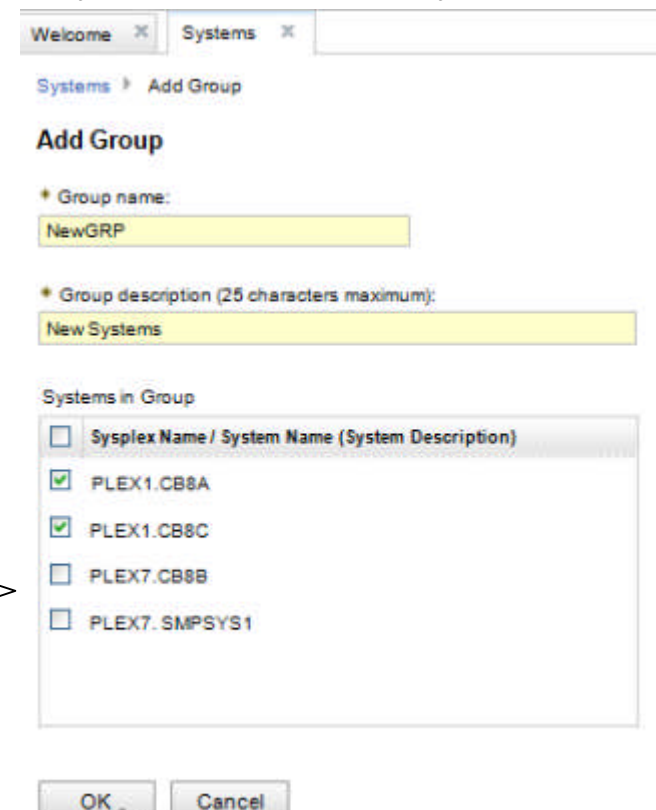 Welcome Systems
Systems Add Group
Add Group
* Group name:
NewGRP
* Group description (25 characters maximum):
New Systems
Systems in Group
Sysplex Name / System Name (System Description)
PLEX1.CB8A
PLEX1.CB8C
PLEX7.CB8B
>
PLEX7. SMPSYS1
OK Cancel